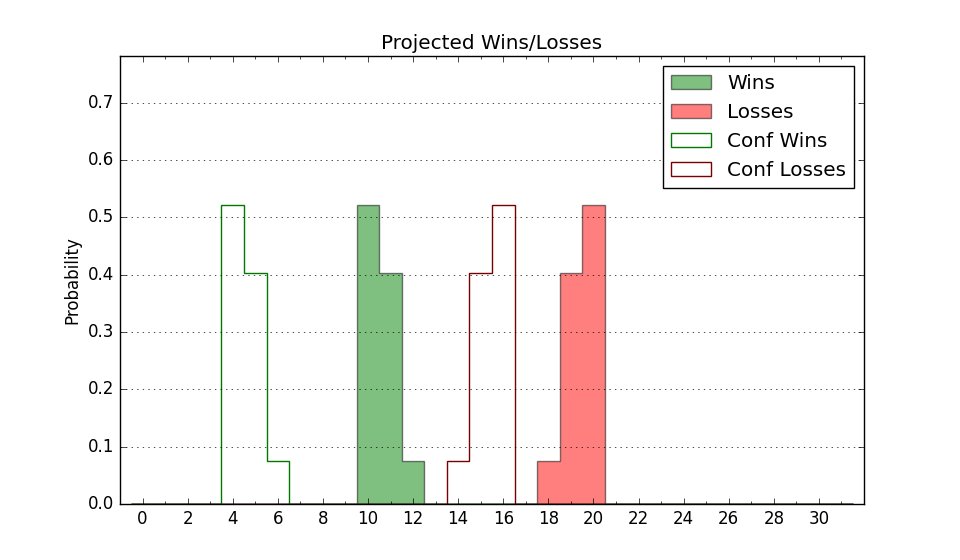 Projected Wins/Losses
Wins
Losses
Conf Wins
Conf Losses
Probability
0.7
0.6
0.5
0.4
0.3
0.2
0.1
0.0
0 2 4 6 8 10 12 14 16 18 20 22 24 26 28 30